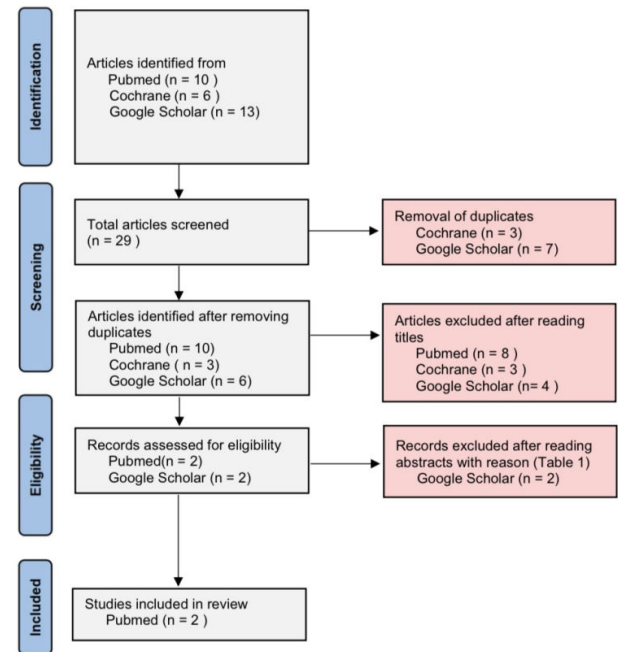 Identification
Articles identified from
Pubmed (n = 10 )
Cochrane (n = 6 )
Google Scholar (n = 13)
Screening
Total articles screened
(n = 29 )
Removal of duplicates
Cochrane (n = 3)
Google Scholar (n = 7)
Articles identified after removing
duplicates
Pubmed (n = 10)
Cochrane ( n = 3)
Google Scholar (n = 6)
Articles excluded after reading
titles
Pubmed (n = 8 )
Cochrane (n = 3 )
Google Scholar (n= 4 )
Eligibility
Records assessed for eligibility
Pubmed(n = 2)
Google Scholar (n = 2)
Records excluded after reading
abstracts with reason (Table 1)
Google Scholar (n = 2)
Included
Studies included in review
Pubmed (n = 2 )